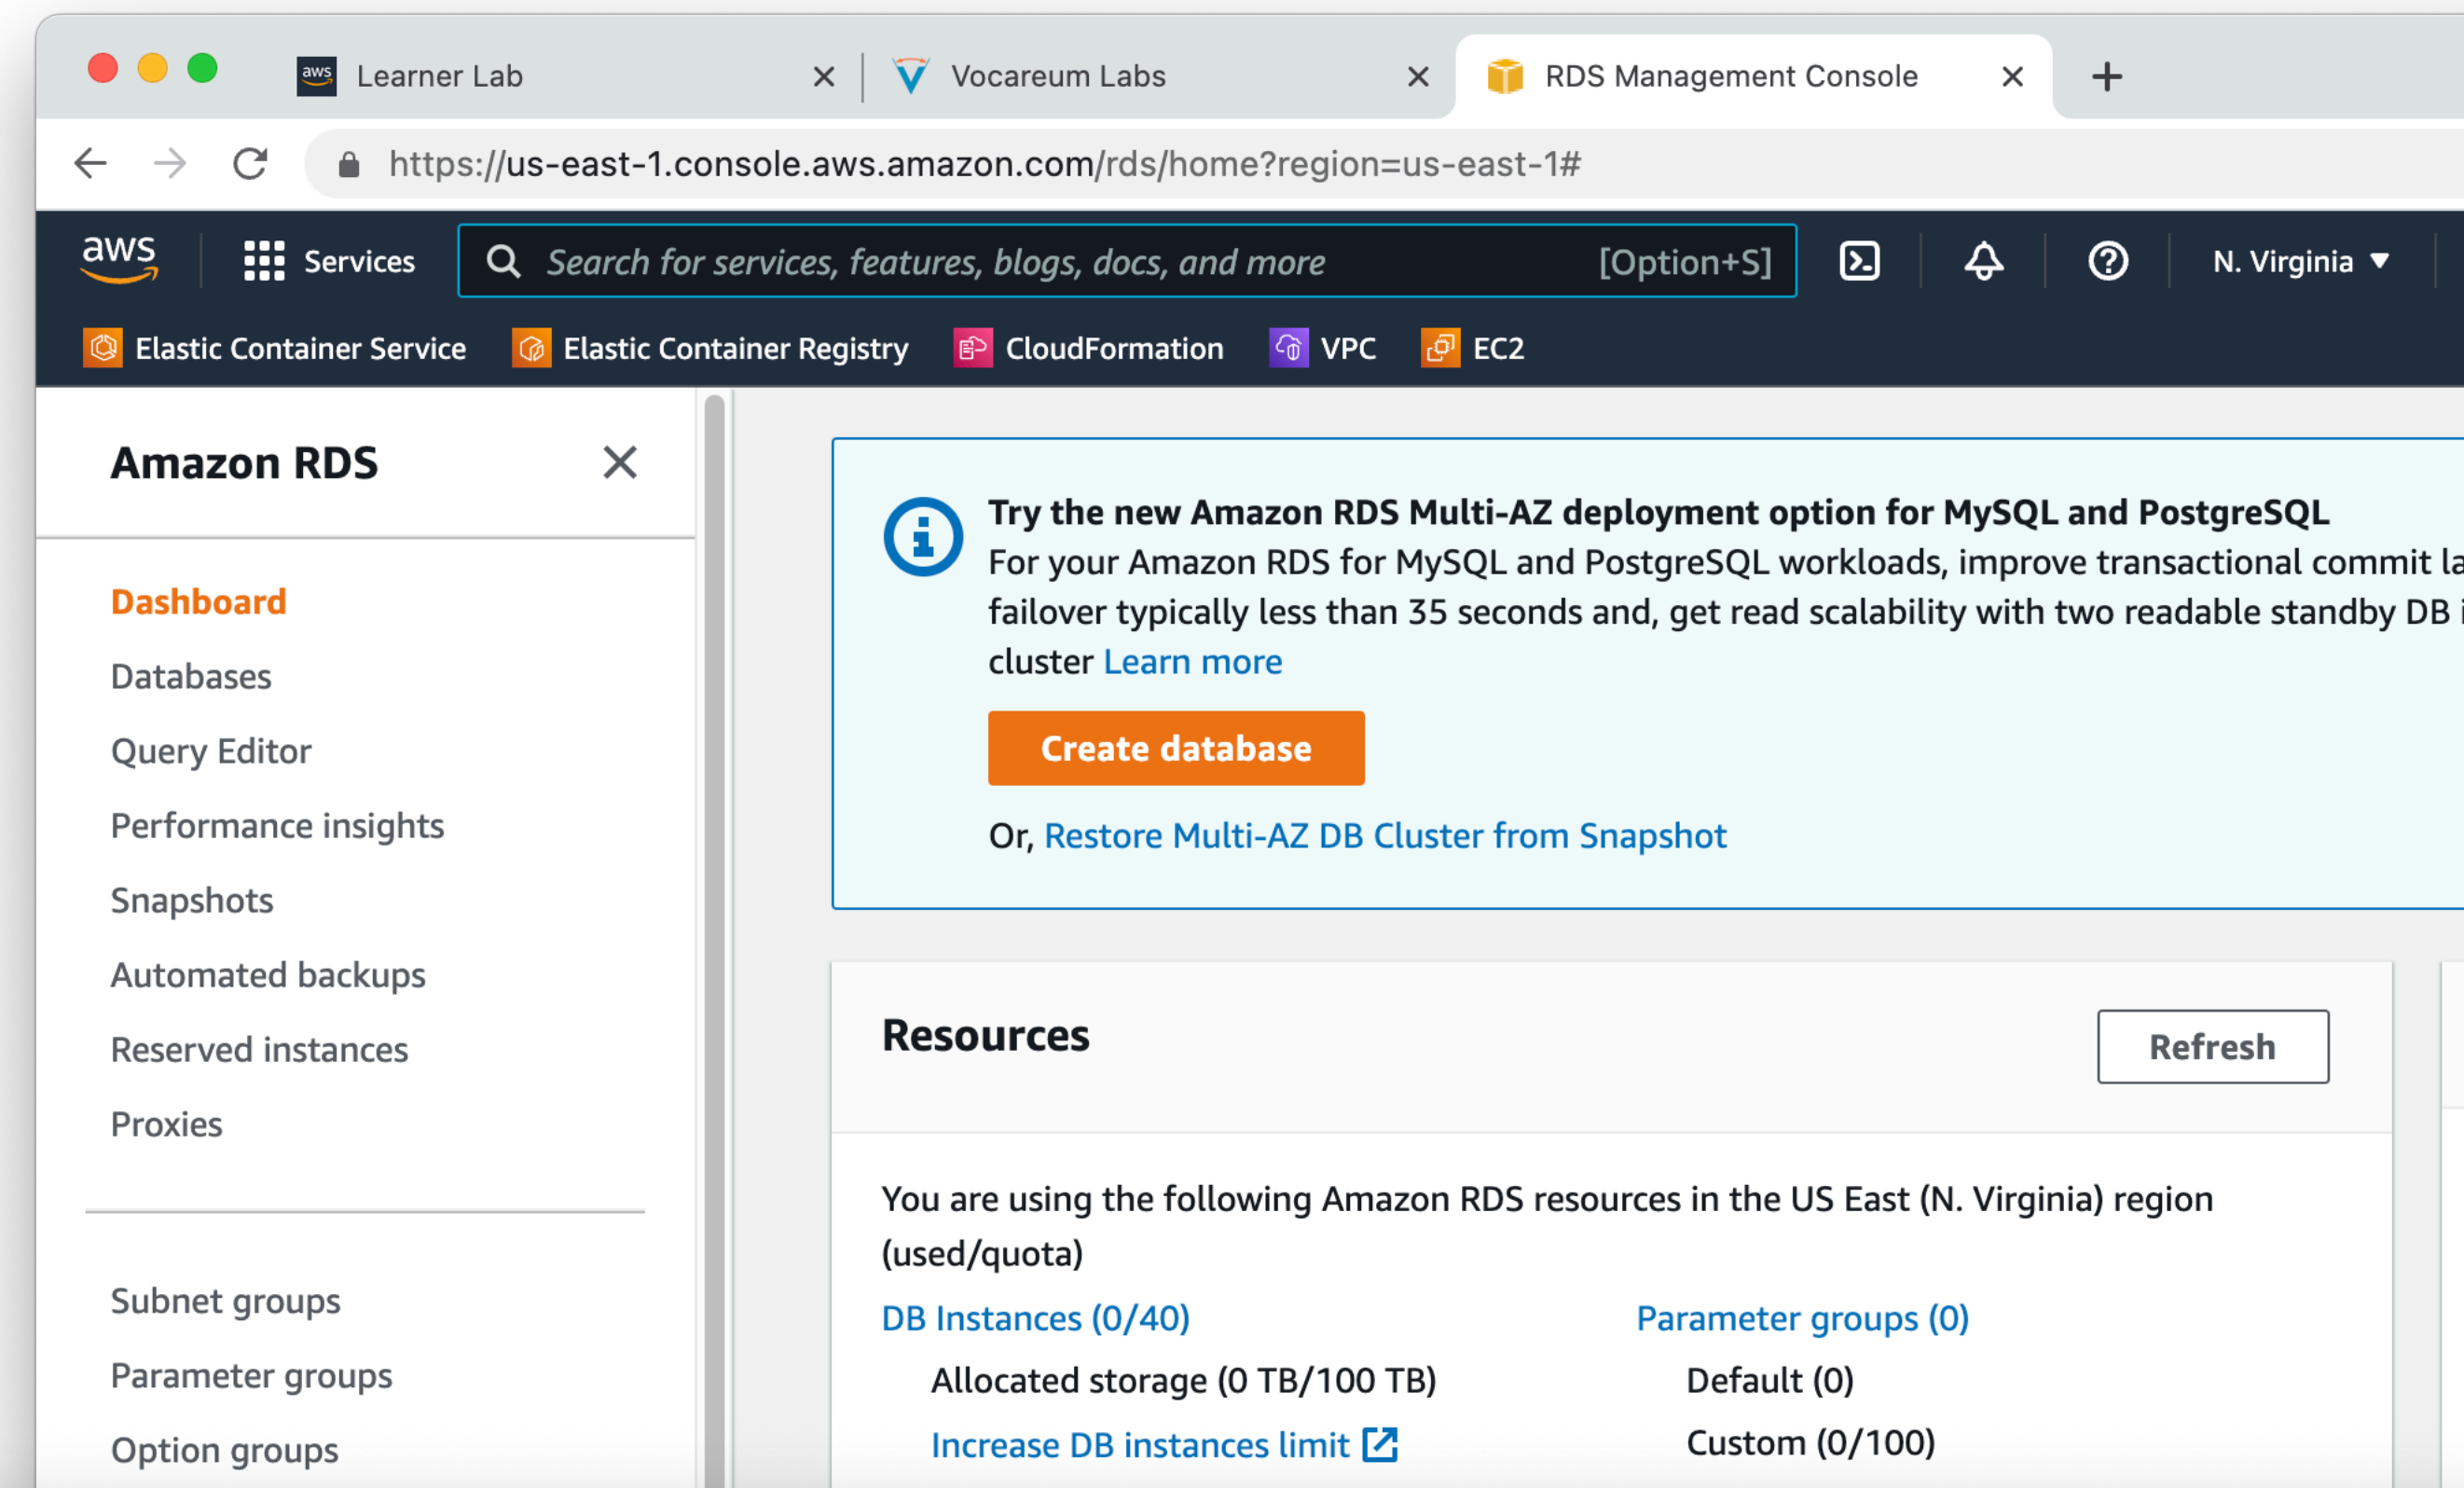 aws Learner Lab
Vocareum Labs
RDS Management Console
https://us-east-1.console.aws.amazon.com/rds/home?region=us-east-1#
aws
Services
Search for services, features, blogs, docs, and more
[Option+S]
N. Virginia
Elastic Container Service
Elastic Container Registry
CloudFormation
VPC
EC2
Amazon RDS
Dashboard
Databases
Query Editor
Performance insights
Snapshots
Automated backups
Reserved instances
Proxies
Subnet groups
Parameter groups
Option groups
Try the new Amazon RDS Multi-AZ deployment option for MySQL and PostgreSQL
For your Amazon RDS for MySQL and PostgreSQL workloads, improve transactional commit la
failover typically less than 35 seconds and, get read scalability with two readable standby DB i
cluster Learn more
Create database
Or, Restore Multi-AZ DB Cluster from Snapshot
Resources
Refresh
You are using the following Amazon RDS resources in the US East (N. Virginia) region
(used/quota)
DB Instances (0/40)
Allocated storage (0 TB/100 TB)
Increase DB instances limit
Parameter groups (0)
Default (0)
Custom (0/100)